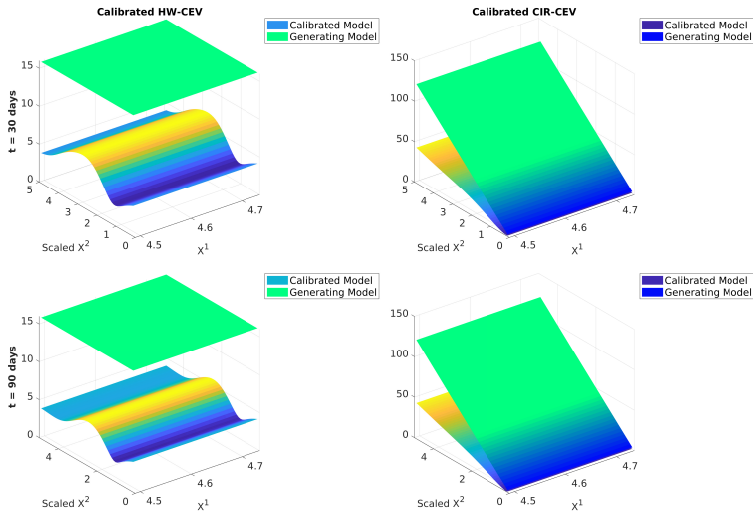 Calibrated HW-CEV
Calibrated Model
Generating Model
t = 30 days
15
10
5
0
5
4
3
2
1
0
Scaled X²
4.5
4.6
4.7
X¹
Calibrated CIR-CEV
Calibrated Model
Generating Model
150
100
50
0
5
4
3
2
1
0
Scaled X²
4.5
4.6
4.7
X¹
Calibrated Model
Generating Model
t = 90 days
15
10
5
0
4
2
0
Scaled X²
4.5
4.6
4.7
X¹
Calibrated Model
Generating Model
150
100
50
0
4
2
0
Scaled X²
4.5
4.6
4.7
X¹